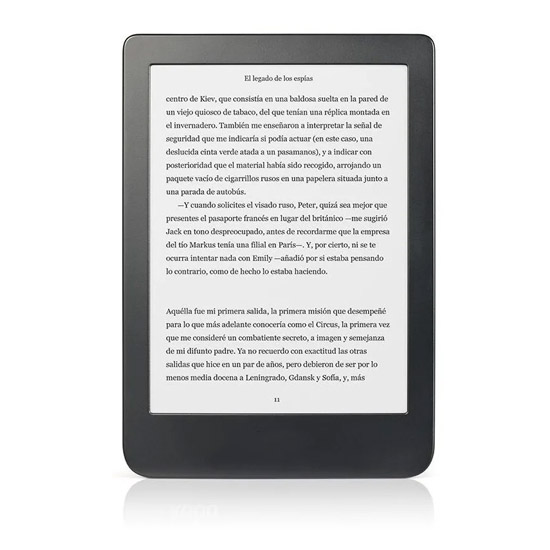 El legado de los espías
centro de Kiev, que consistía en una baldosa suelta en la pared de
un viejo quiosco de tabaco, del que tenían una réplica montada en
el invernadero. También me enseñaron a interpretar la señal de
seguridad que me indicaría si podía actuar (en este caso, una
deslucida cinta verde atada a un pasamanos), y a indicar con
posterioridad que el material había sido recogido, arrojando un
paquete vacío de cigarrillos rusos en una papelera situada junto a
una parada de autobús.
—Y cuando solicites el visado ruso, Peter, quizá sea mejor que
presentes el pasaporte francés en lugar del británico —me sugirió
Jack en tono despreocupado, antes de recordarme que la empresa
del tío Markus tenía una filial en París—. Y, por cierto, ni se te
ocurra intentar nada con Emily —añadió por si estaba pensando
lo contrario, como de hecho lo estaba haciendo.
Aquélla fue mi primera salida, la primera misión que desempeñé
para lo que más adelante conocería como el Circus, la primera vez
que me consideré un combatiente secreto, a imagen y semejanza
de mi difunto padre. Ya no recuerdo con exactitud las otras
salidas que hice en un par de años, pero debieron de ser por lo
menos media docena a Leningrado, Gdansk y Sofía, y, más
11